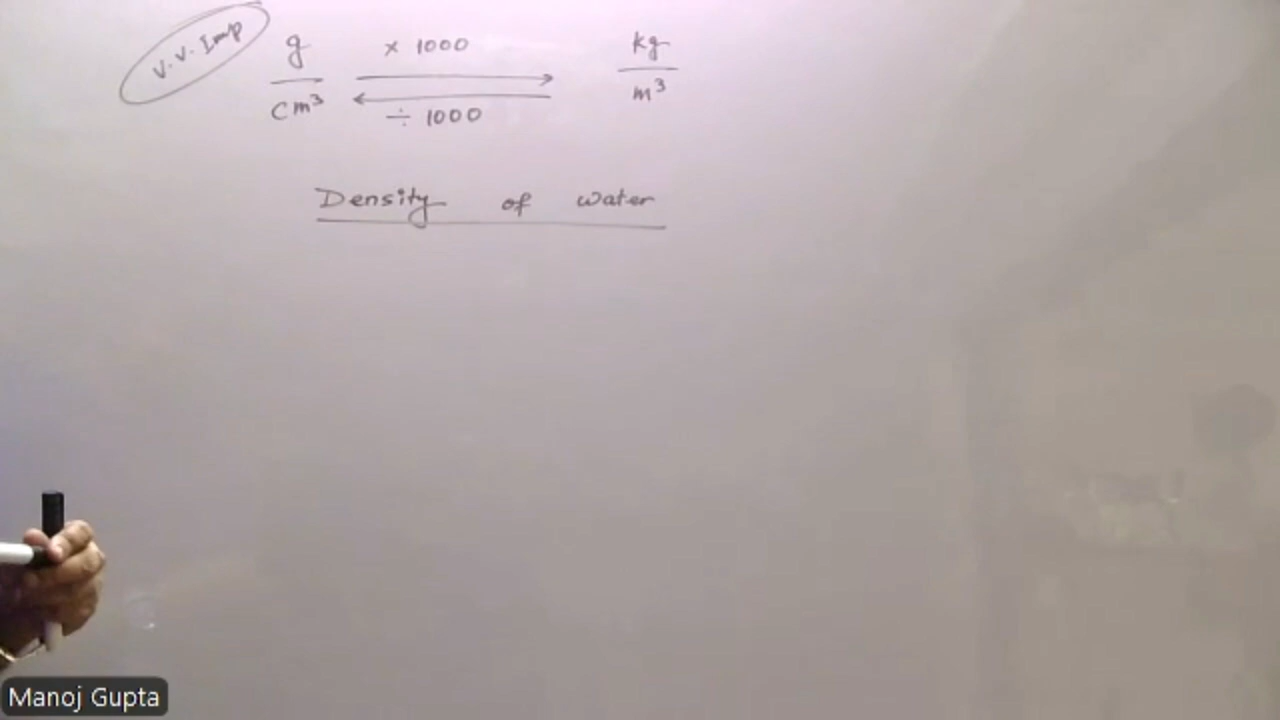 V.V. Imp
g/cm³ × 1000 kg/m³
÷ 1000
Density of water
Manoj Gupta